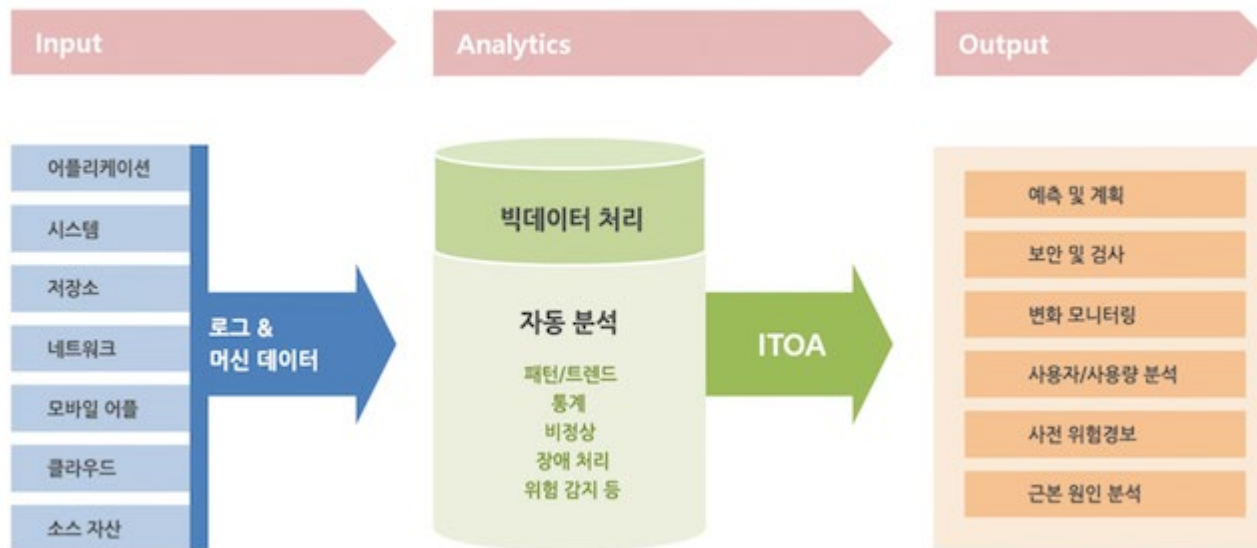 Input
Analytics
Output
어플리케이션
시스템
저장소
네트워크
모바일 어플
클라우드
소스 자산
로그 &
머신 데이터
빅데이터 처리
자동 분석
패턴/트렌드
통계
비정상
장애 처리
위험 감지 등
ITOA
예측 및 계획
보안 및 검사
변화 모니터링
사용자/사용량 분석
사전 위험경보
근본 원인 분석